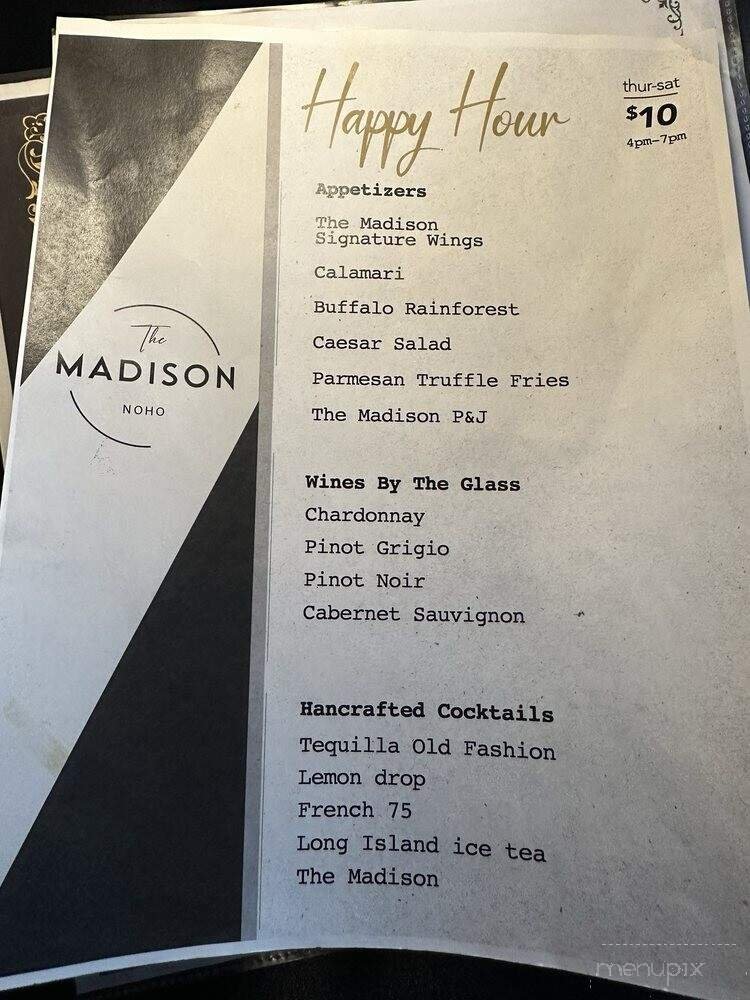 Happy Hour
thur-sat
$10
4pm-7pm
Appetizers
The Madison
Signature Wings
Calamari
Buffalo Rainforest
Caesar Salad
Parmesan Truffle Fries
The Madison P&J
The
MADISON
NOHO
Wines By The Glass
Chardonnay
Pinot Grigio
Pinot Noir
Cabernet Sauvignon
Hancrafted Cocktails
Tequilla Old Fashion
Lemon drop
French 75
Long Island ice tea
The Madison
menupix